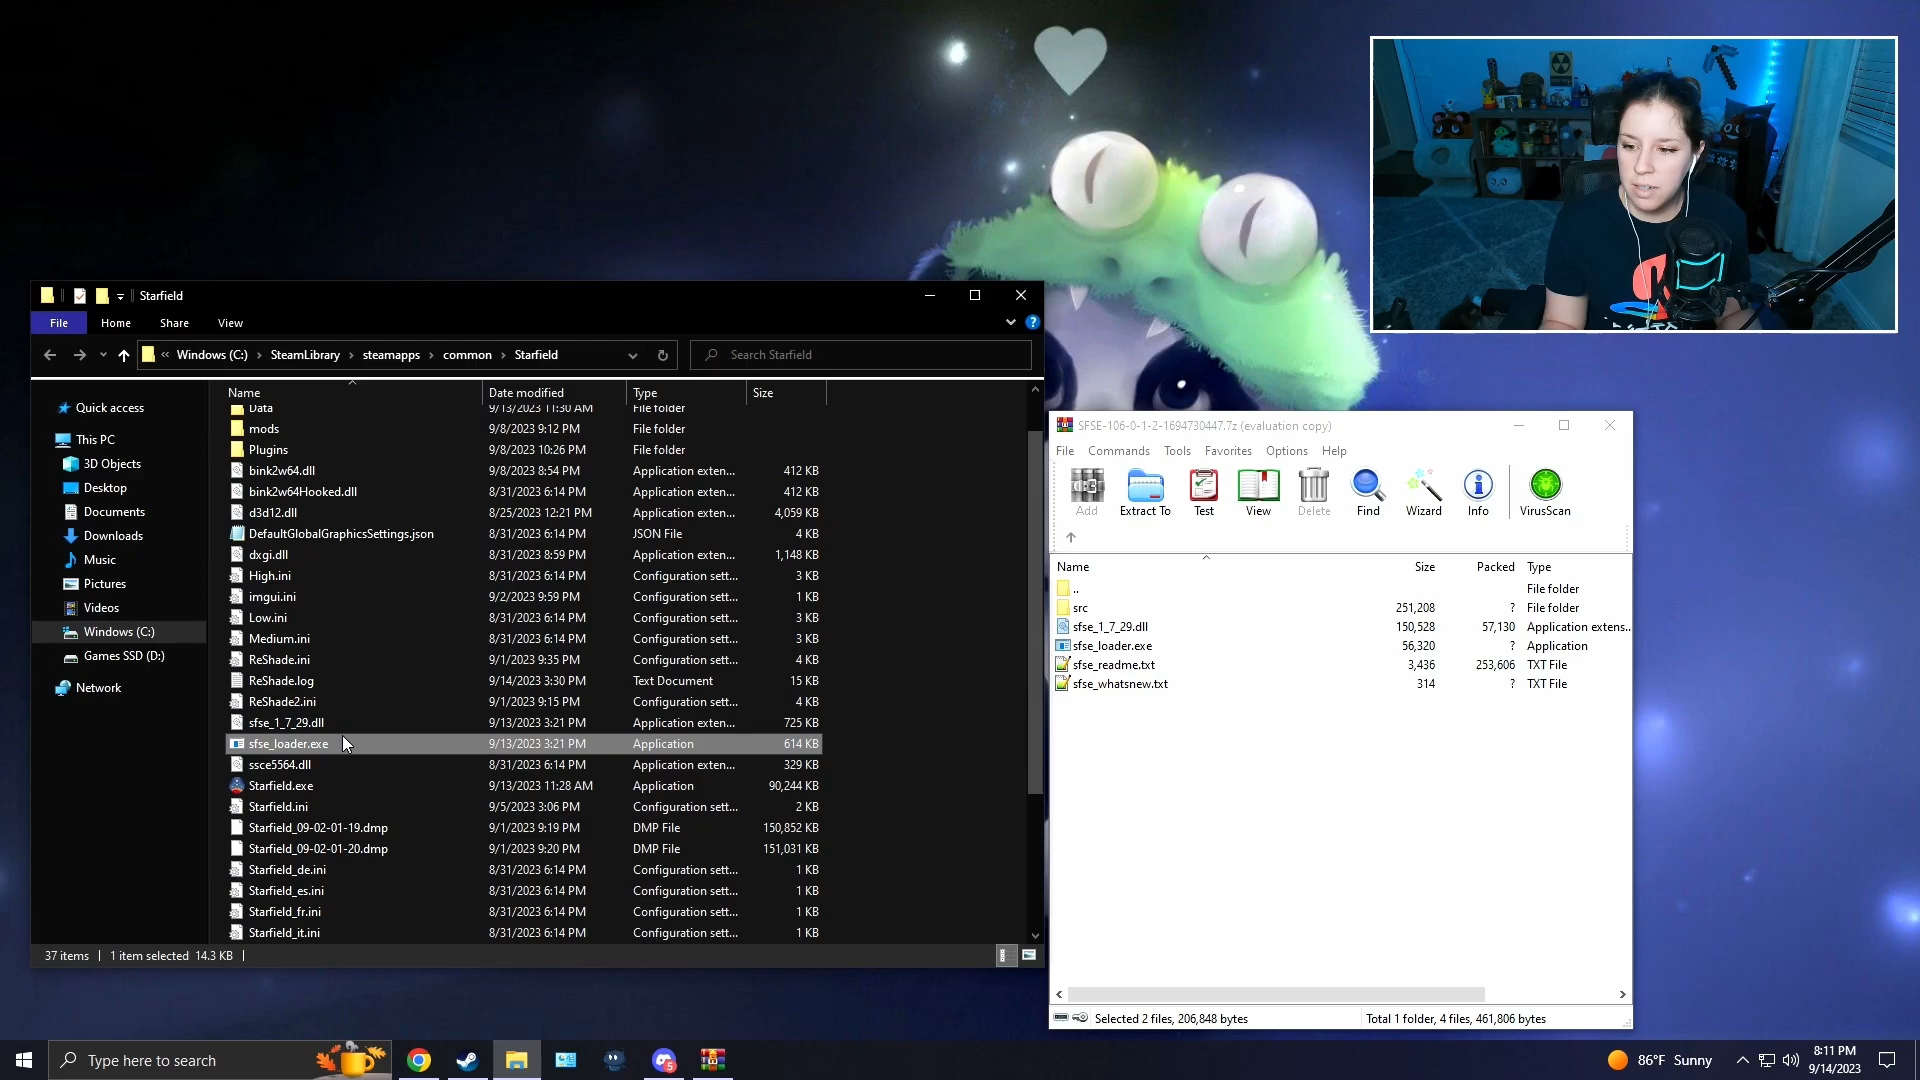 Starfield
File Home Share View
« Windows (C:) › SteamLibrary › steamapps › common › Starfield
Search Starfield
Quick access
This PC
3D Objects
Desktop
Documents
Downloads
Music
Pictures
Videos
Windows (C:)
Games SSD (D:)
Network
Name Date modified Type Size
Data 9/13/2023 11:30 AM File folder
mods 9/8/2023 9:12 PM File folder
Plugins 9/8/2023 10:26 PM File folder
bink2w64.dll 9/8/2023 8:54 PM Application exten... 412 KB
bink2w64Hooked.dll 8/31/2023 6:14 PM Application exten... 412 KB
d3d12.dll 8/25/2023 12:21 PM Application exten... 4,059 KB
DefaultGlobalGraphicsSettings.json 8/31/2023 6:14 PM JSON File 4 KB
dxgi.dll 8/31/2023 8:59 PM Application exten... 1,148 KB
High.ini 8/31/2023 6:14 PM Configuration sett... 3 KB
imgui.ini 9/2/2023 9:59 PM Configuration sett... 1 KB
Low.ini 8/31/2023 6:14 PM Configuration sett... 3 KB
Medium.ini 8/31/2023 6:14 PM Configuration sett... 3 KB
ReShade.ini 9/1/2023 9:35 PM Configuration sett... 4 KB
ReShade.log 9/14/2023 3:30 PM Text Document 15 KB
ReShade2.ini 9/1/2023 9:15 PM Configuration sett... 4 KB
sfse_1_7_29.dll 9/13/2023 3:21 PM Application exten... 725 KB
sfse_loader.exe 9/13/2023 3:21 PM Application 614 KB
ssce5564.dll 8/31/2023 6:14 PM Application exten... 329 KB
Starfield.exe 9/13/2023 11:28 AM Application 90,244 KB
Starfield.ini 9/5/2023 3:06 PM Configuration sett... 2 KB
Starfield_09-02-01-19.dmp 9/1/2023 9:19 PM DMP File 150,852 KB
Starfield_09-02-01-20.dmp 9/1/2023 9:20 PM DMP File 151,031 KB
Starfield_de.ini 8/31/2023 6:14 PM Configuration sett... 1 KB
Starfield_es.ini 8/31/2023 6:14 PM Configuration sett... 1 KB
Starfield_fr.ini 8/31/2023 6:14 PM Configuration sett... 1 KB
Starfield_it.ini 8/31/2023 6:14 PM Configuration sett... 1 KB
37 items 1 item selected 14.3 KB
SFSE-106-0-1-2-1694730447.7z (evaluation copy)
File Commands Tools Favorites Options Help
Add Extract To Test View Delete Find Wizard Info VirusScan
Name Size Packed Type
.. File folder
src 251,208 ? File folder
sfse_1_7_29.dll 150,528 57,130 Application extens..
sfse_loader.exe 56,320 ? Application
sfse_readme.txt 3,436 253,606 TXT File
sfse_whatsnew.txt 314 ? TXT File
Selected 2 files, 206,848 bytes Total 1 folder, 4 files, 461,806 bytes
Type here to search
5
86°F Sunny
8:11 PM
9/14/2023